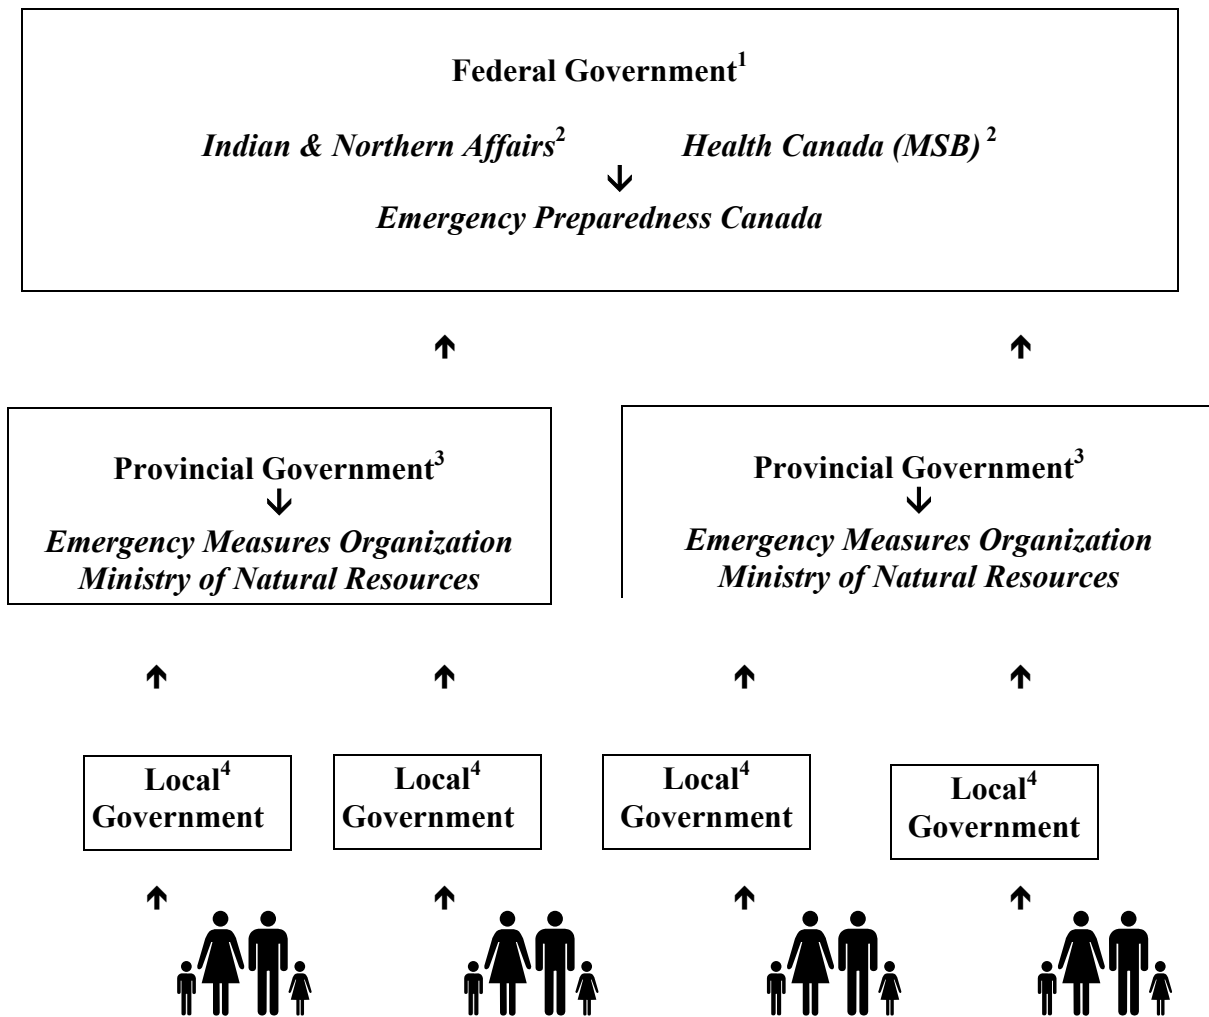 Federal Government1
Indian & Northern Affairs2 Health Canada (MSB) 2
Emergency Preparedness Canada
Provincial Government3
Emergency Measures Organization
Ministry of Natural Resources
Provincial Government3
Emergency Measures Organization
Ministry of Natural Resources
Local4
Government
Local4
Government
Local4
Government
Local4
Government